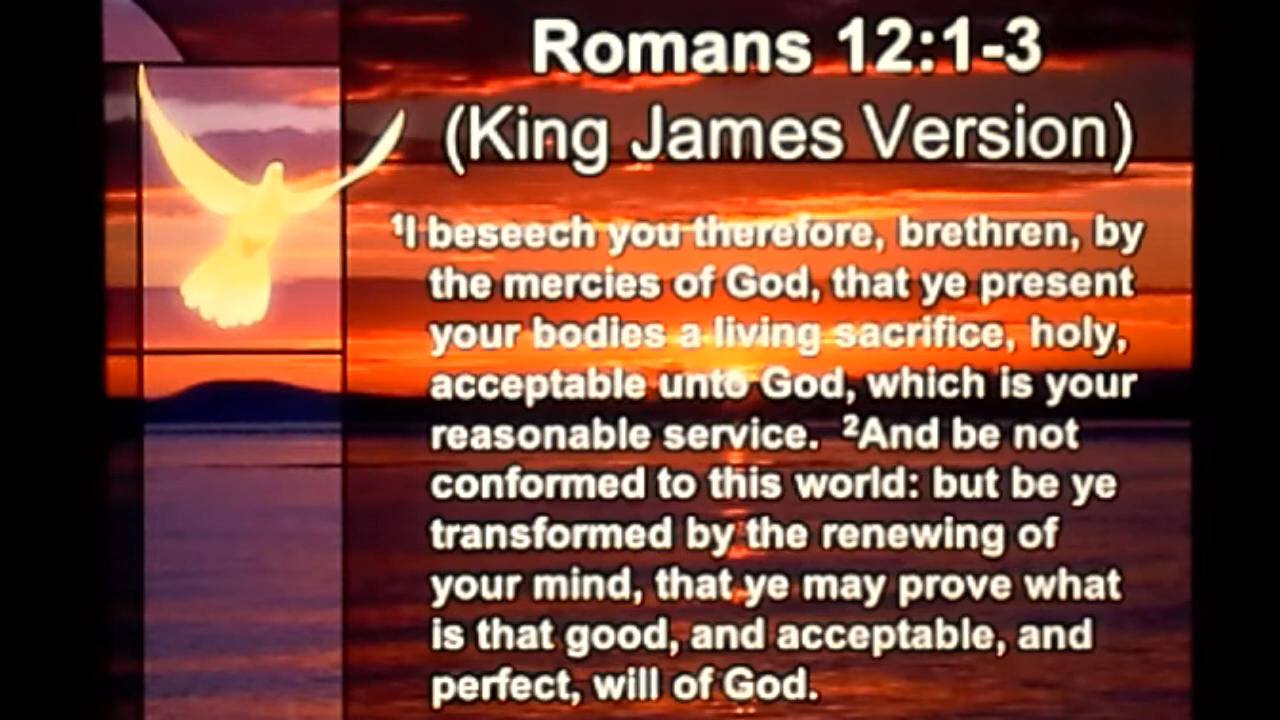 Romans 12:1-3
(King James Version)
¹I beseech you therefore, brethren, by
the mercies of God, that ye present
your bodies a living sacrifice, holy,
acceptable unto God, which is your
reasonable service. ²And be not
conformed to this world: but be ye
transformed by the renewing of
your mind, that ye may prove what
is that good, and acceptable, and
perfect, will of God.